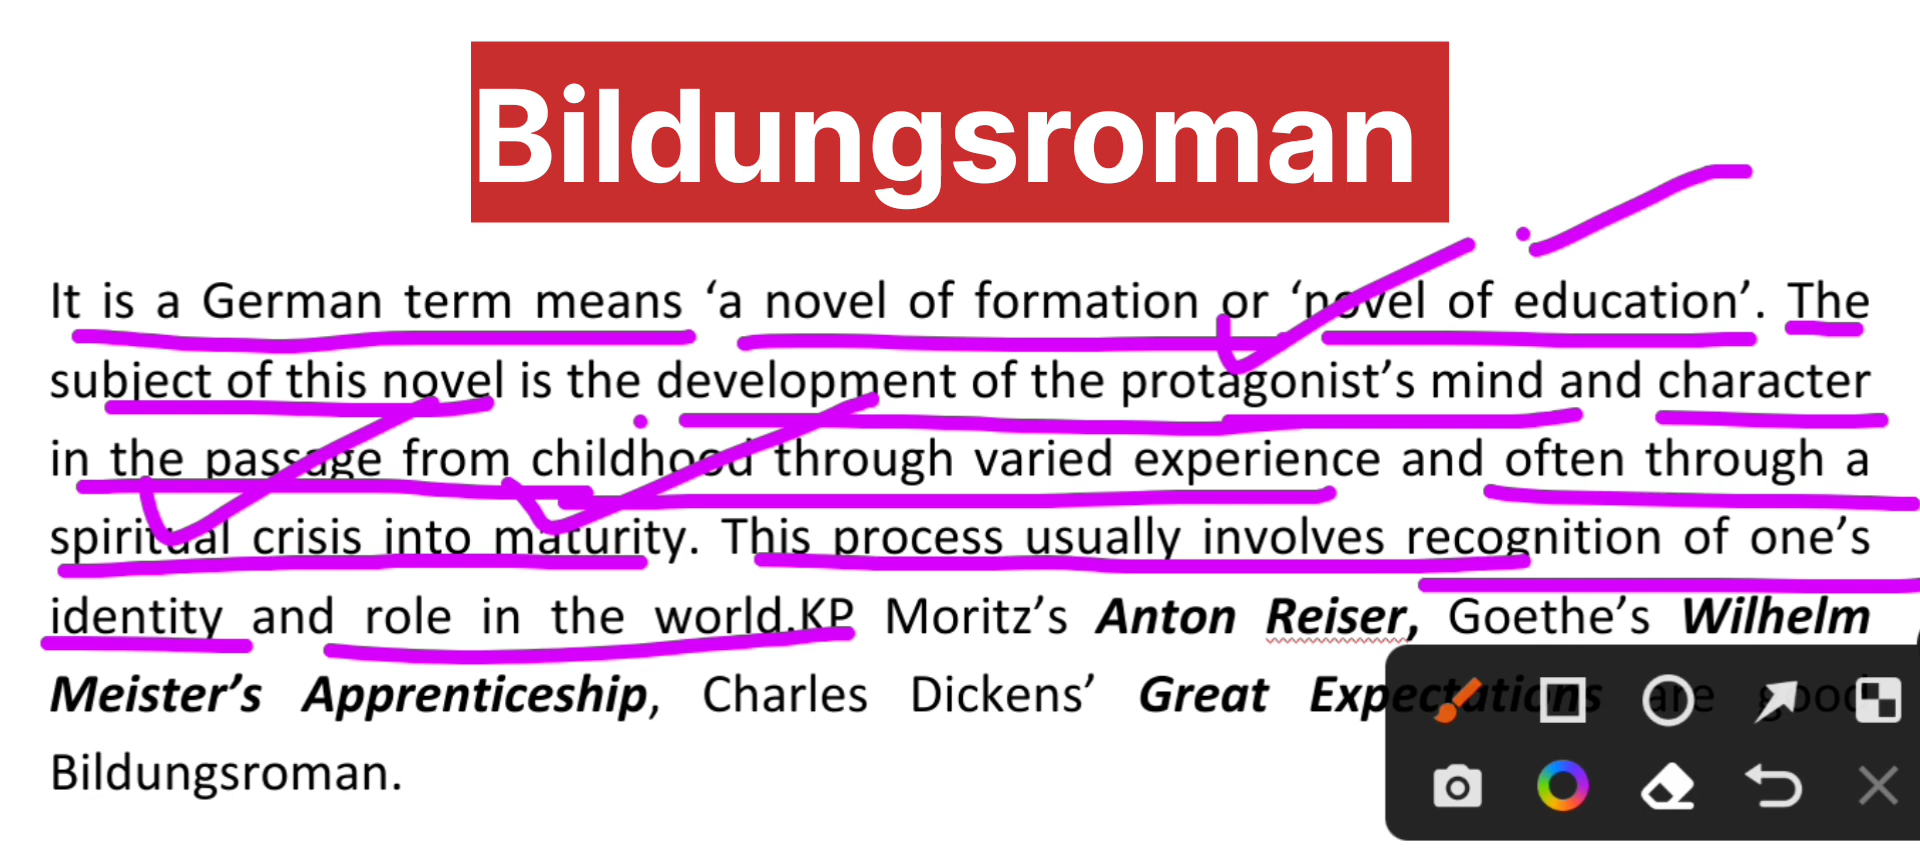 Bildungsroman
It is a German term means ‘a novel of formation or ‘novel of education’. The
subject of this novel is the development of the protagonist’s mind and character
in the passage from childhood through varied experience and often through a
spiritual crisis into maturity. This process usually involves recognition of one’s
identity and role in the world.KP Moritz’s Anton Reiser, Goethe’s Wilhelm
Meister’s Apprenticeship, Charles Dickens’ Great Expectations are good
Bildungsroman.